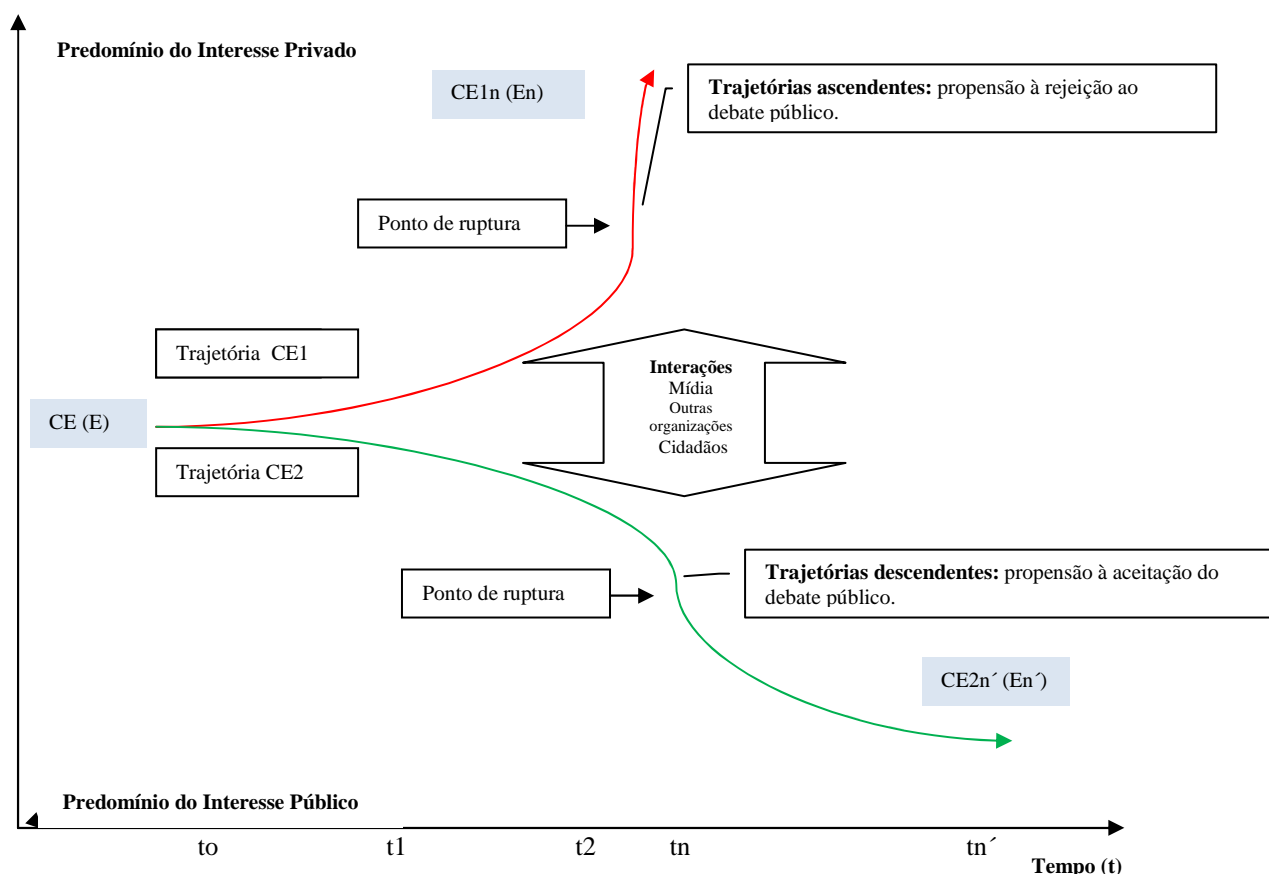 Predomínio do Interesse Privado
CE1n (En)
Trajetórias ascendentes: propensão à rejeição ao
debate público.
Ponto de ruptura
Trajetória  CE1
Interações
Mídia
Outras
organizações
Cidadãos
CE (E)
Trajetória CE2
Trajetórias descendentes: propensão à aceitação do
debate público.
Ponto de ruptura
CE2n´ (En´)
Predomínio do Interesse Público
to t1 t2 tn tn´
Tempo (t)